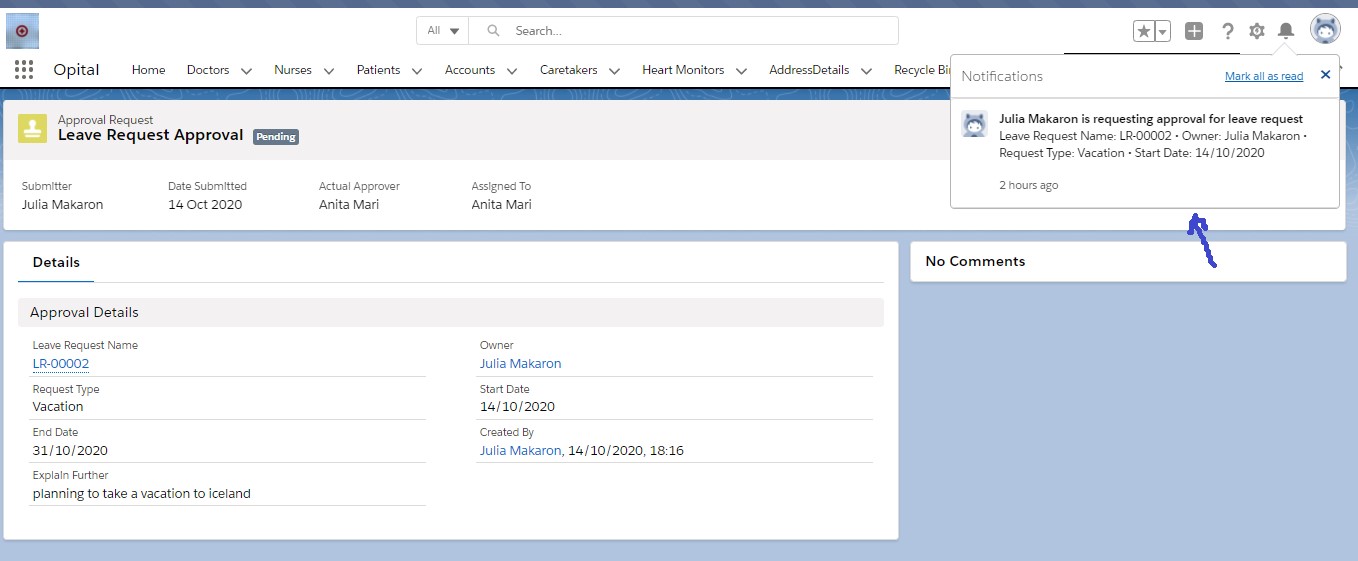 All
Search...
Opital
Home
Doctors
Nurses
Patients
Accounts
Caretakers
Heart Monitors
AddressDetails
Recycle Bi
Notifications
Mark all as read
Julia Makaron is requesting approval for leave request
Leave Request Name: LR-00002 • Owner: Julia Makaron •
Request Type: Vacation • Start Date: 14/10/2020
2 hours ago
Approval Request
Leave Request Approval Pending
Submitter
Julia Makaron
Date Submitted
14 Oct 2020
Actual Approver
Anita Mari
Assigned To
Anita Mari
Details
Approval Details
Leave Request Name
LR-00002
Owner
Julia Makaron
Request Type
Vacation
Start Date
14/10/2020
End Date
31/10/2020
Created By
Julia Makaron, 14/10/2020, 18:16
Explain Further
planning to take a vacation to iceland
No Comments